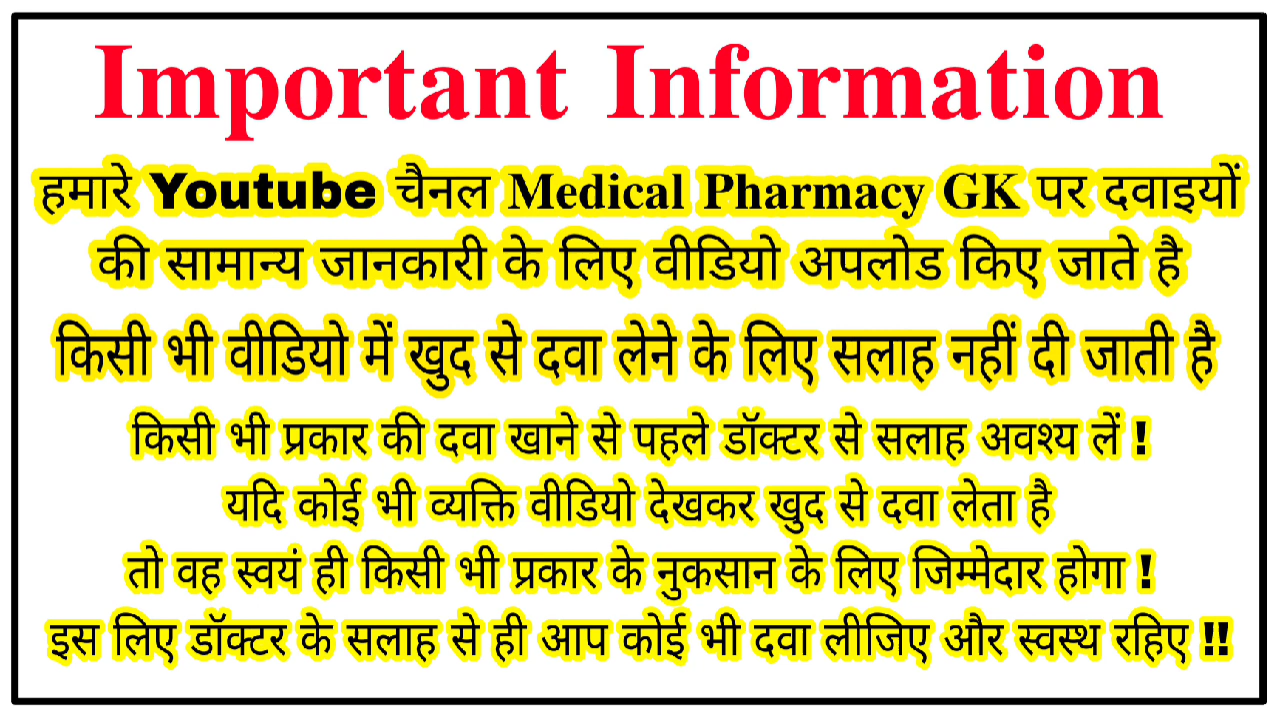 Important Information
हमारे Youtube चैनल Medical Pharmacy GK पर दवाइयों
की सामान्य जानकारी के लिए वीडियो अपलोड किए जाते है
किसी भी वीडियो में खुद से दवा लेने के लिए सलाह नहीं दी जाती है
किसी भी प्रकार की दवा खाने से पहले डॉक्टर से सलाह अवश्य लें !
यदि कोई भी व्यक्ति वीडियो देखकर खुद से दवा लेता है
तो वह स्वयं ही किसी भी प्रकार के नुकसान के लिए जिम्मेदार होगा !
इस लिए डॉक्टर के सलाह से ही आप कोई भी दवा लीजिए और स्वस्थ रहिए !!